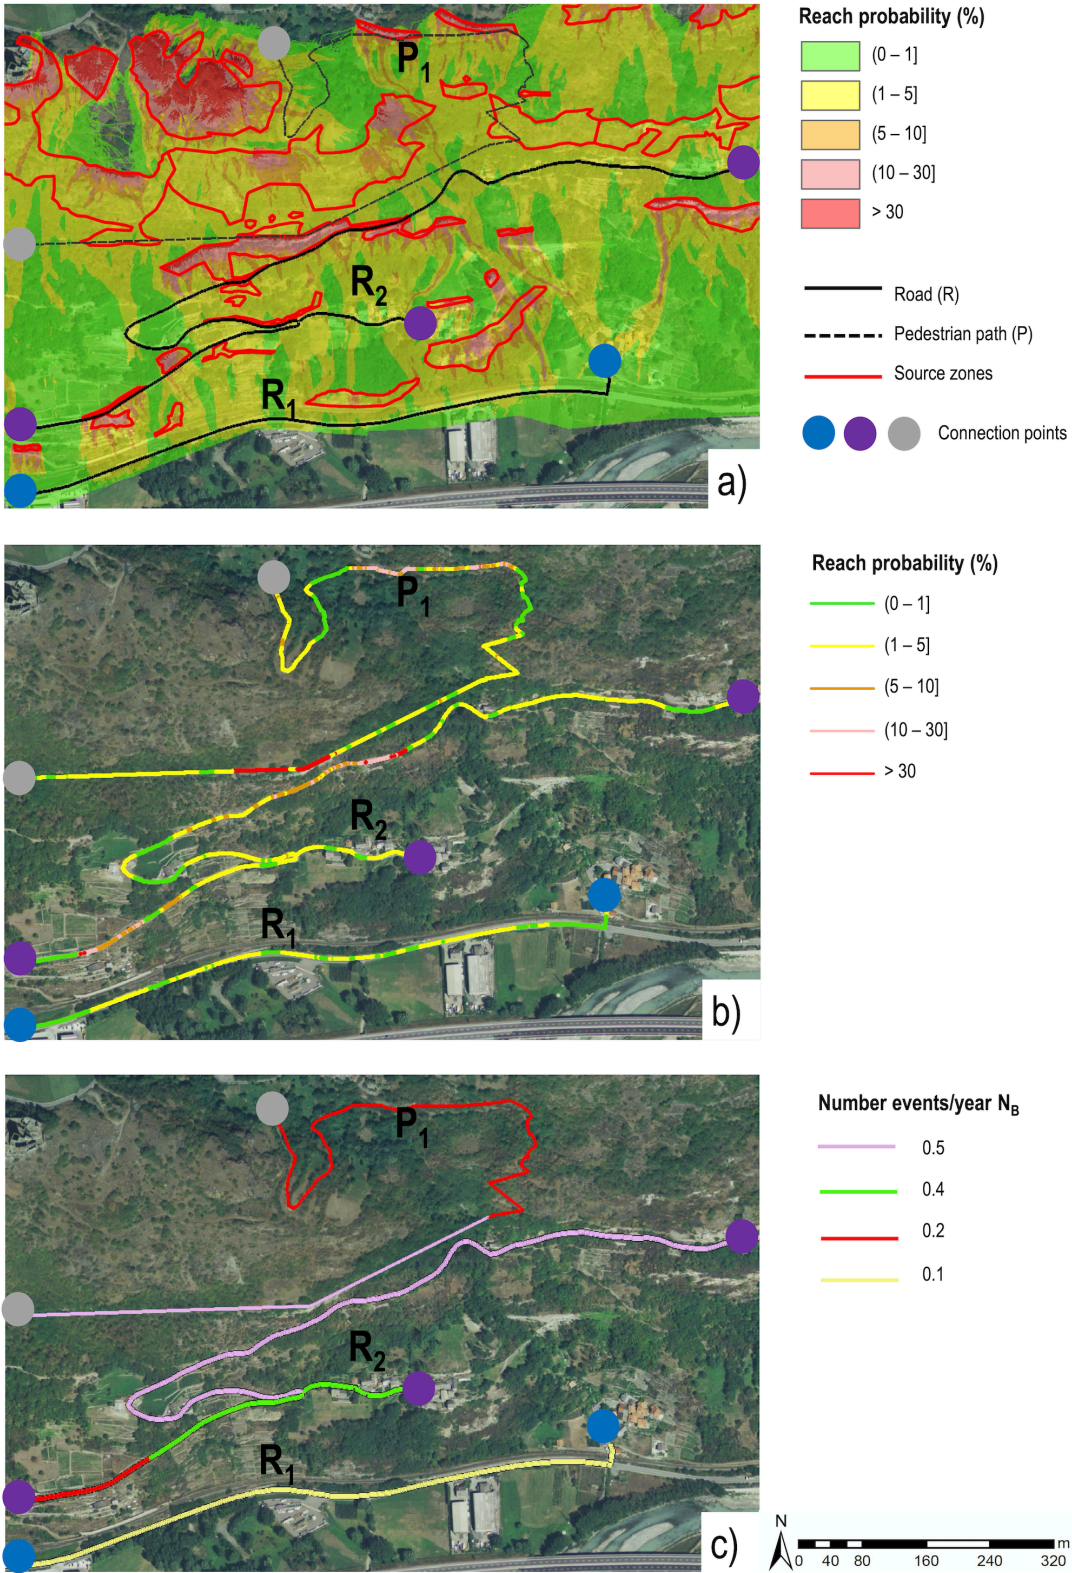 Reach probability (%)
(0 – 1]
(1 – 5]
(5 – 10]
(10 – 30]
> 30
Road (R)
Pedestrian path (P)
Source zones
Connection points
P1
R2
R1
a)
Reach probability (%)
(0 – 1]
(1 – 5]
(5 – 10]
(10 – 30]
> 30
P1
R2
R1
b)
Number events/year NB
0.5
0.4
0.2
0.1
P1
R2
R1
c)
N
m
0 40 80 160 240 320